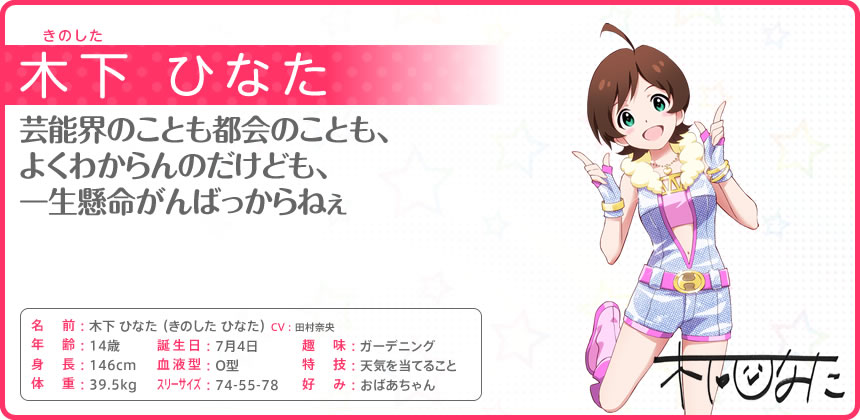 きのした
木下 ひなた
芸能界のことも都会のことも、
よくわからんのだけども、
一生懸命がんばっからねぇ
名 前：木下 ひなた（きのした ひなた） CV：田村奈央
年 齢：14歳 誕生日：7月4日 趣 味：ガーデニング
身 長：146cm 血液型：O型 特 技：天気を当てること
体 重：39.5kg ｽﾘｰｻｲｽﾞ：74-55-78 好 み：おばあちゃん
木下ひなた